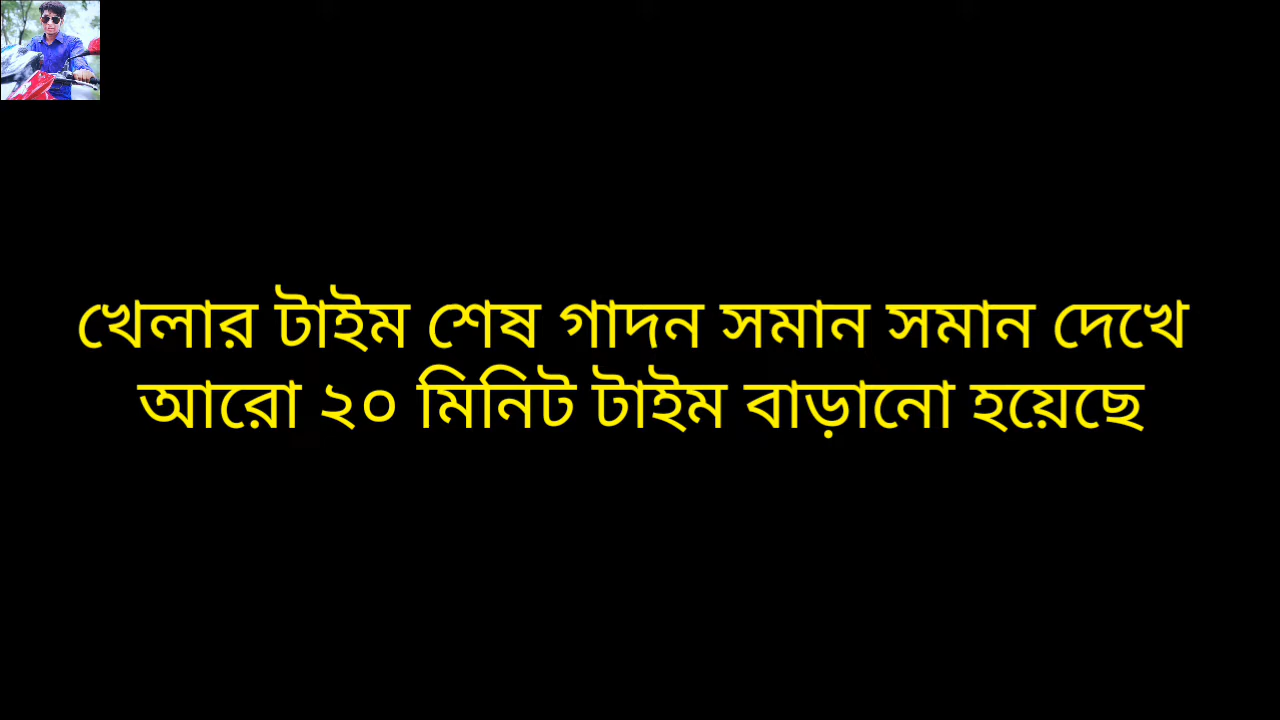 খেলার টাইম শেষ গাদন সমান সমান দেখে
আরো ২০ মিনিট টাইম বাড়ানো হয়েছে